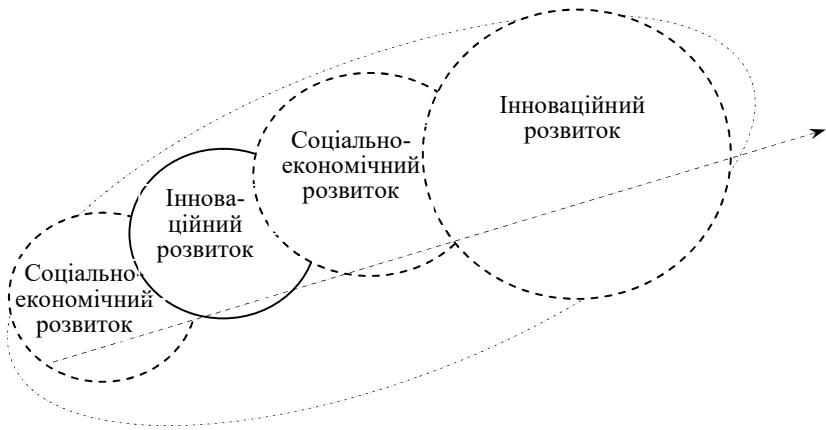 Соціально-
економічний
розвиток
Іннова-
ційний
розвиток
Соціально-
економічний
розвиток
Інноваційний
розвиток